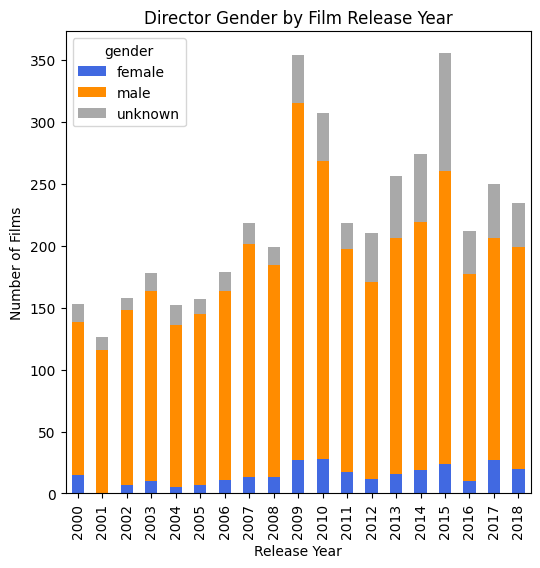 Director Gender by Film Release Year
gender
female
male
unknown
Number of Films
350
300
250
200
150
100
50
0
2000 2001 2002 2003 2004 2005 2006 2007 2008 2009 2010 2011 2012 2013 2014 2015 2016 2017 2018
Release Year